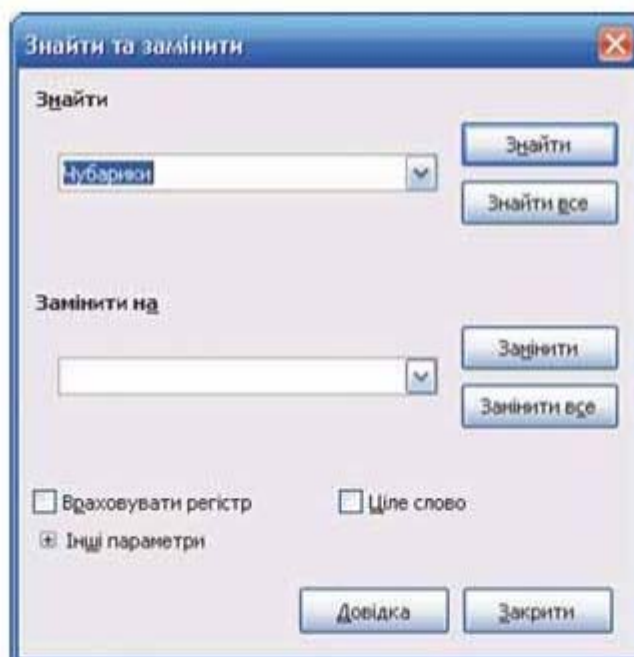 Знайти та замінити
Знайти
Чубарики
Знайти
Знайти все
Замінити на
Замінити
Замінити все
Враховувати регістр
Ціле слово
Інші параметри
Довідка
Закрити